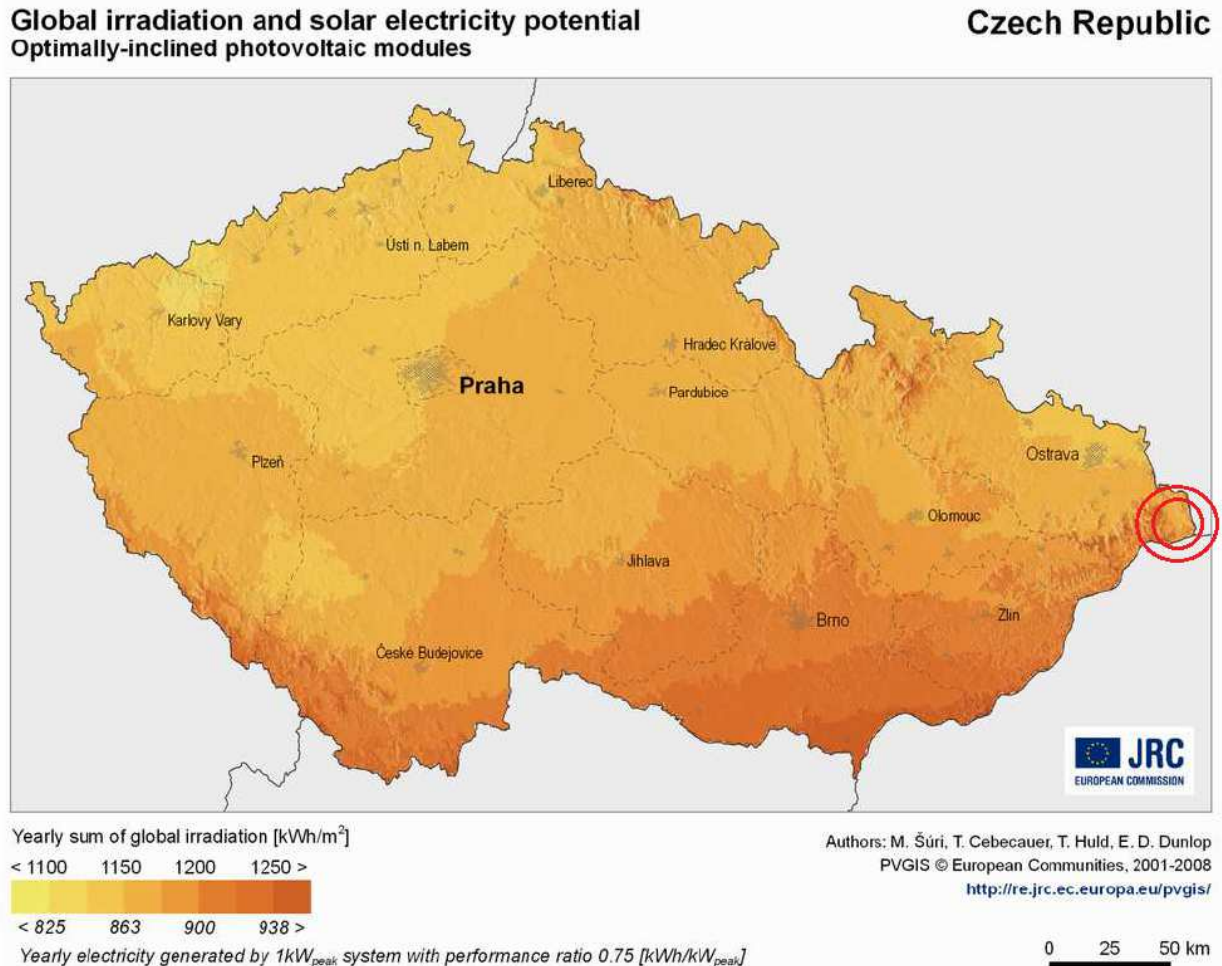 Global irradiation and solar electricity potential
Optimally-inclined photovoltaic modules
Czech Republic
Liberec
Ústí n. Labem
Karlovy Vary
Hradec Králové
Praha
Pardubice
Ostrava
Plzeň
Olomouc
Jihlava
Brno
Zlín
České Budejovice
JRC
EUROPEAN COMMISSION
Yearly sum of global irradiation [kWh/m²]
< 1100 1150 1200 1250 >
< 825 863 900 938 >
Yearly electricity generated by 1kWpeak system with performance ratio 0.75 [kWh/kWpeak]
Authors: M. Šúri, T. Cebecauer, T. Huld, E. D. Dunlop
PVGIS © European Communities, 2001-2008
http://re.jrc.ec.europa.eu/pvgis/
0 25 50 km